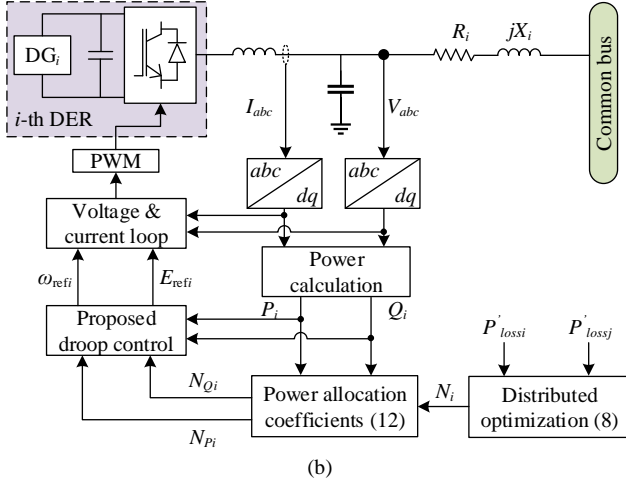 DGi
i-th DER
PWM
Ri
jXi
Common bus
Iabc
Vabc
abc
dq
abc
dq
Voltage &
current loop
Power
calculation
ωrefi
Erefi
Pi
Qi
Proposed
droop control
P'lossi
P'lossj
NQi
NPi
Power allocation
coefficients (12)
Ni
Distributed
optimization (8)
(b)